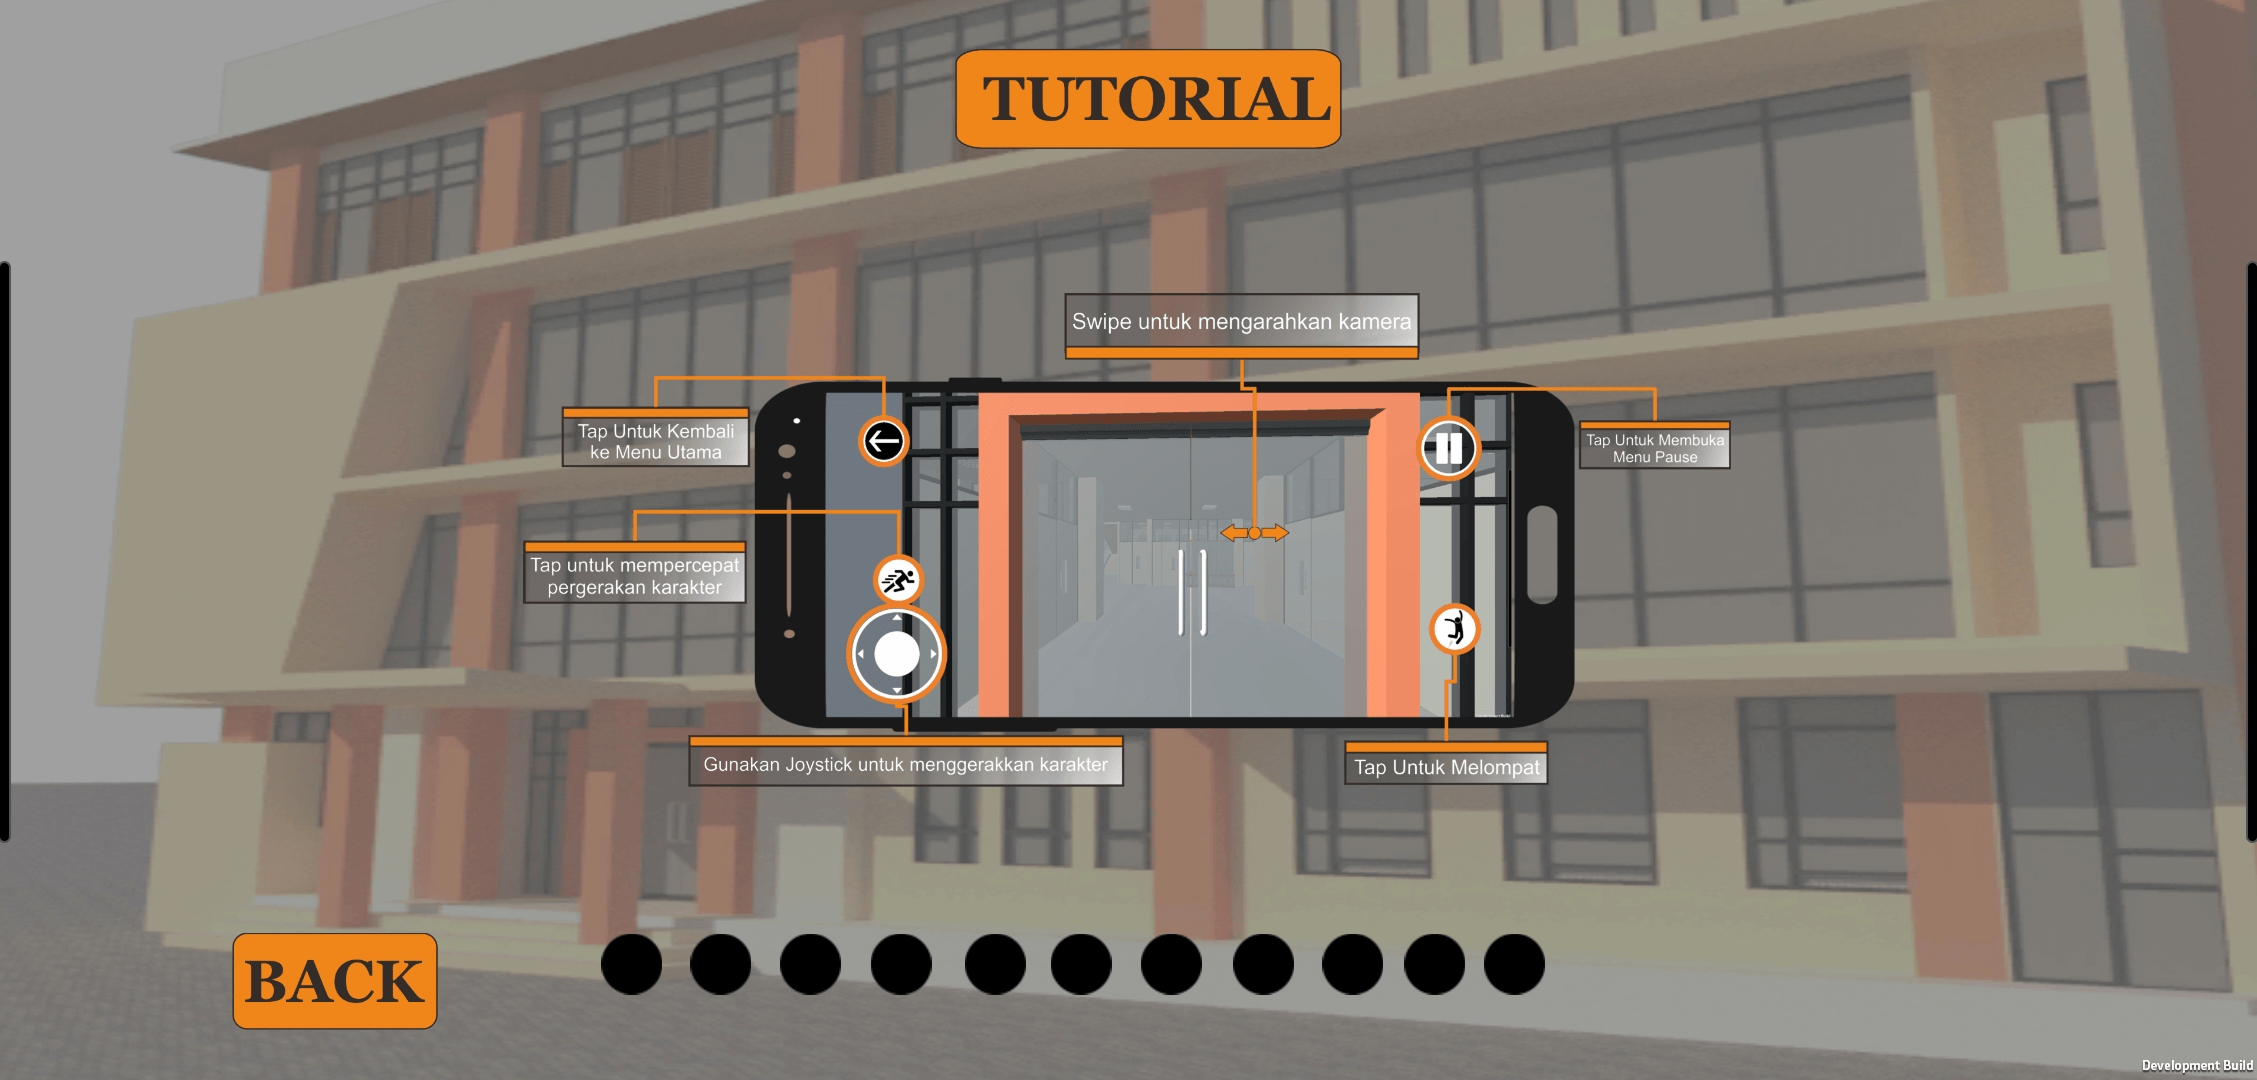 TUTORIAL
Swipe untuk mengarahkan kamera
Tap Untuk Kembali
ke Menu Utama
Tap Untuk Membuka
Menu Pause
Tap untuk mempercepat
pergerakan karakter
Gunakan Joystick untuk menggerakkan karakter
Tap Untuk Melompat
BACK
Development Build